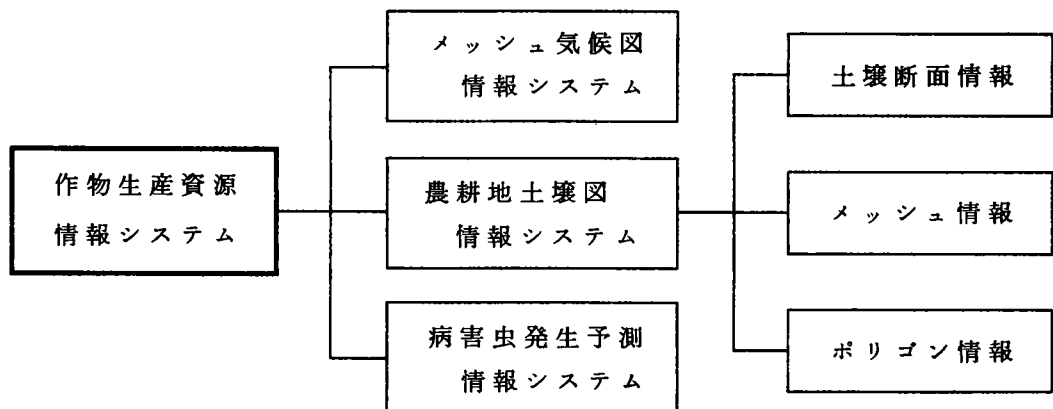 作物生産資源
情報システム
メッシュ気候図
情報システム
農耕地土壌図
情報システム
病害虫発生予測
情報システム
土壌断面情報
メッシュ情報
ポリゴン情報